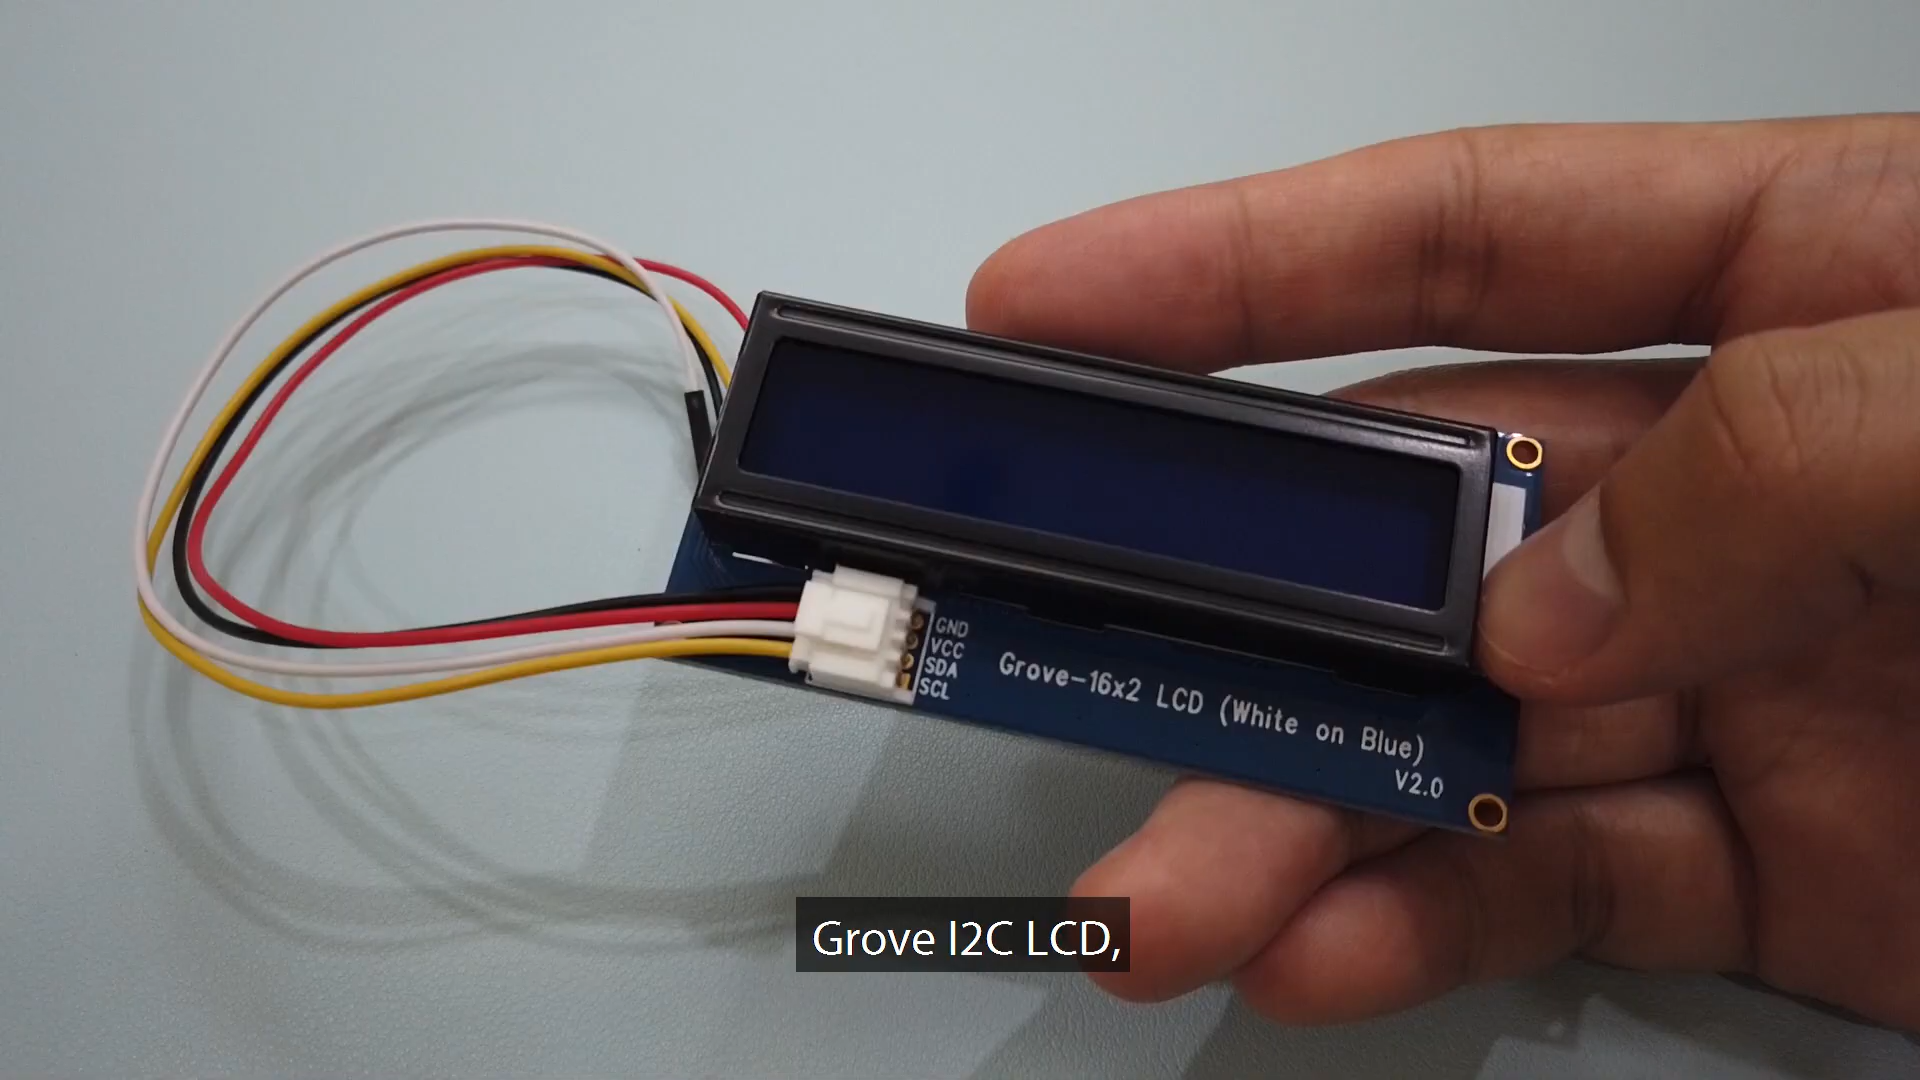 GND
VCC
SDA
SCL
Grove-16x2 LCD (White on Blue)
V2.0
Grove I2C LCD,